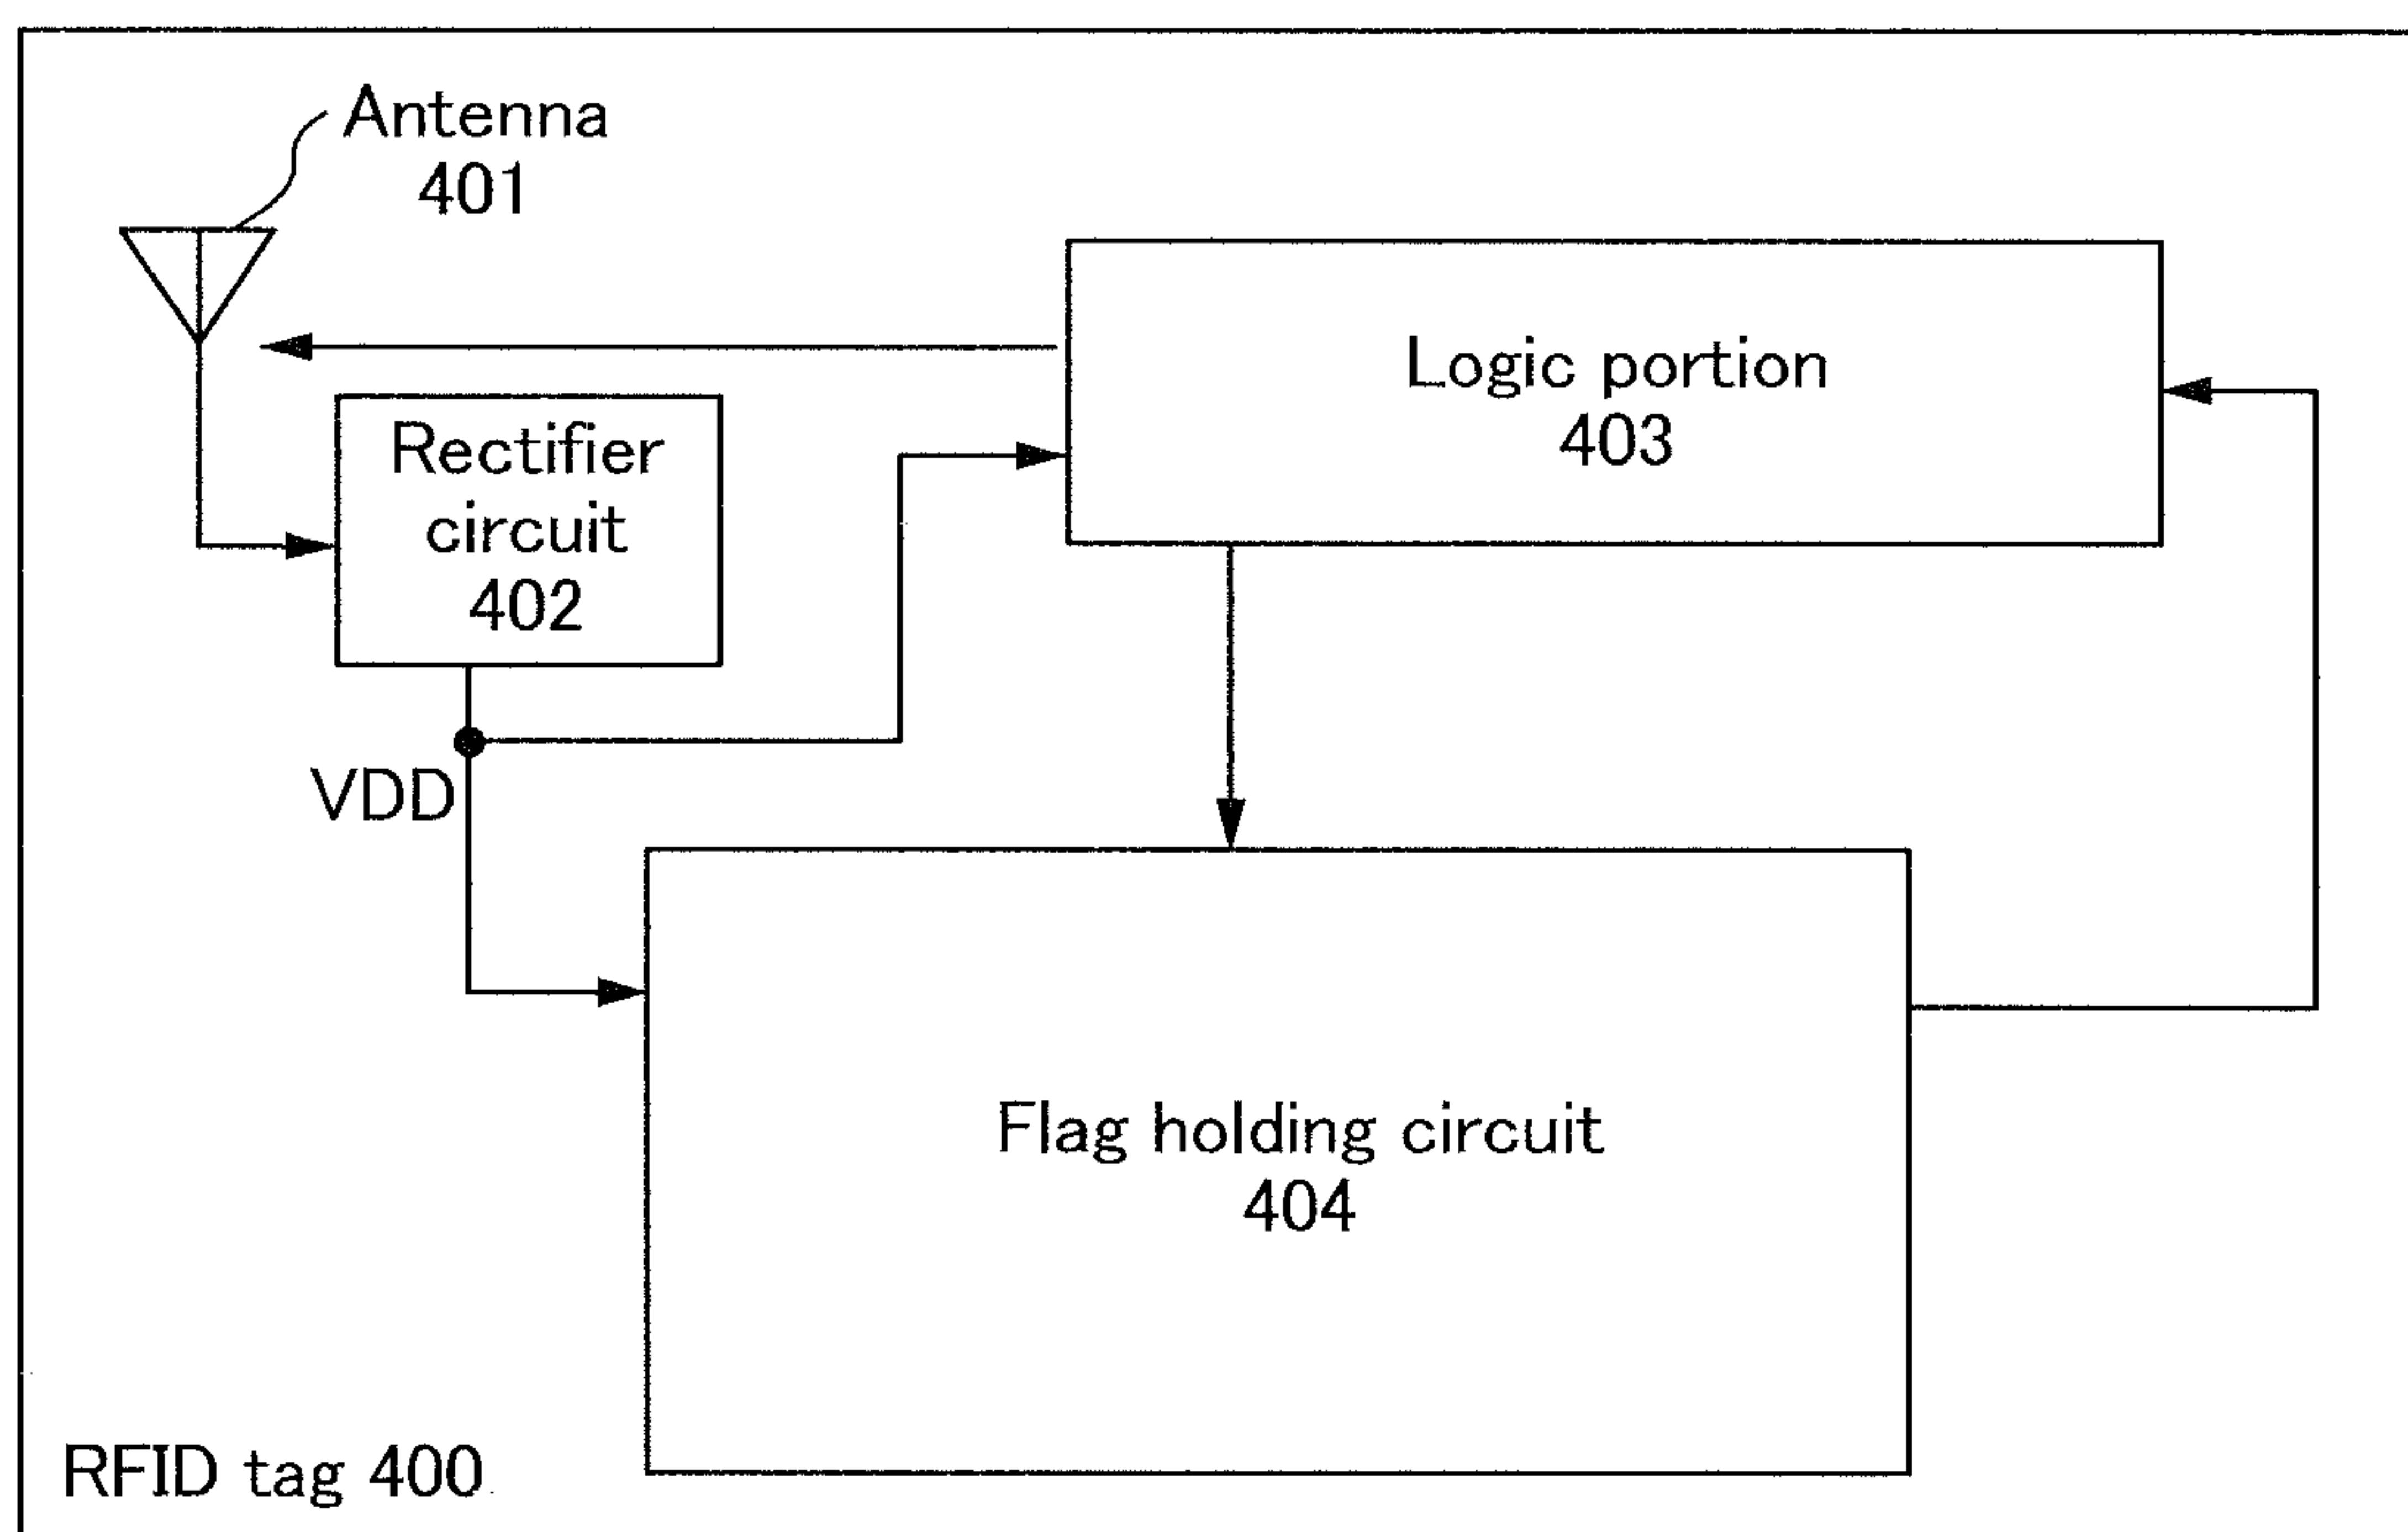 Antenna
401
Logic portion
403
Rectifier
circuit
402
VDD
Flag holding circuit
404
RFID tag 400